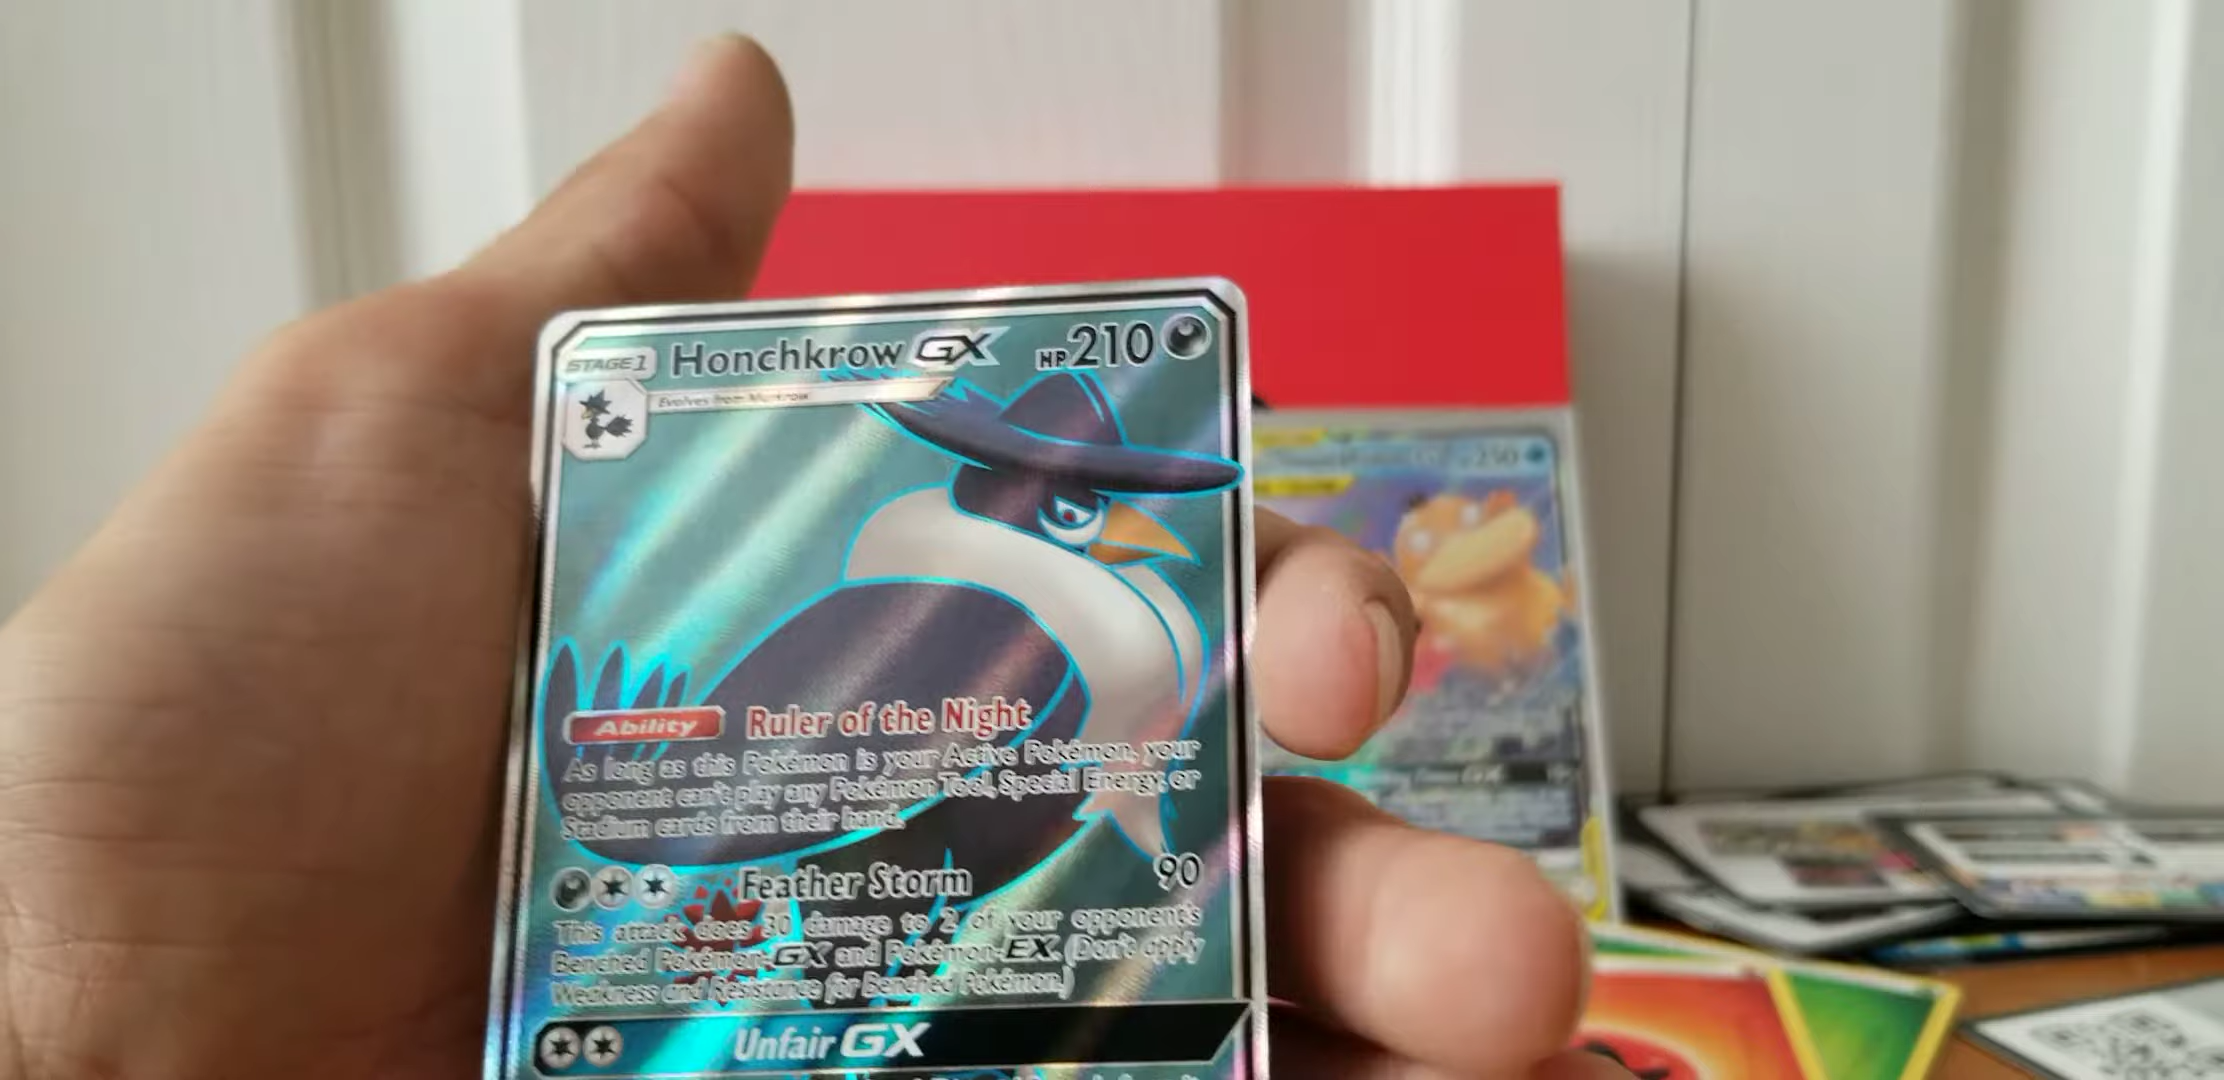 STAGE 1 Honchkrow GX HP 210
Evolves from Murkrow
Ability Ruler of the Night
As long as this Pokémon is your Active Pokémon, your
opponent can't play any Pokémon Tool, Special Energy, or
Stadium cards from their hand.
Feather Storm 90
This attack does 30 damage to 2 of your opponent's
Benched Pokémon-GX and Pokémon-EX. (Don't apply
Weakness and Resistance for Benched Pokémon.)
Unfair GX
250